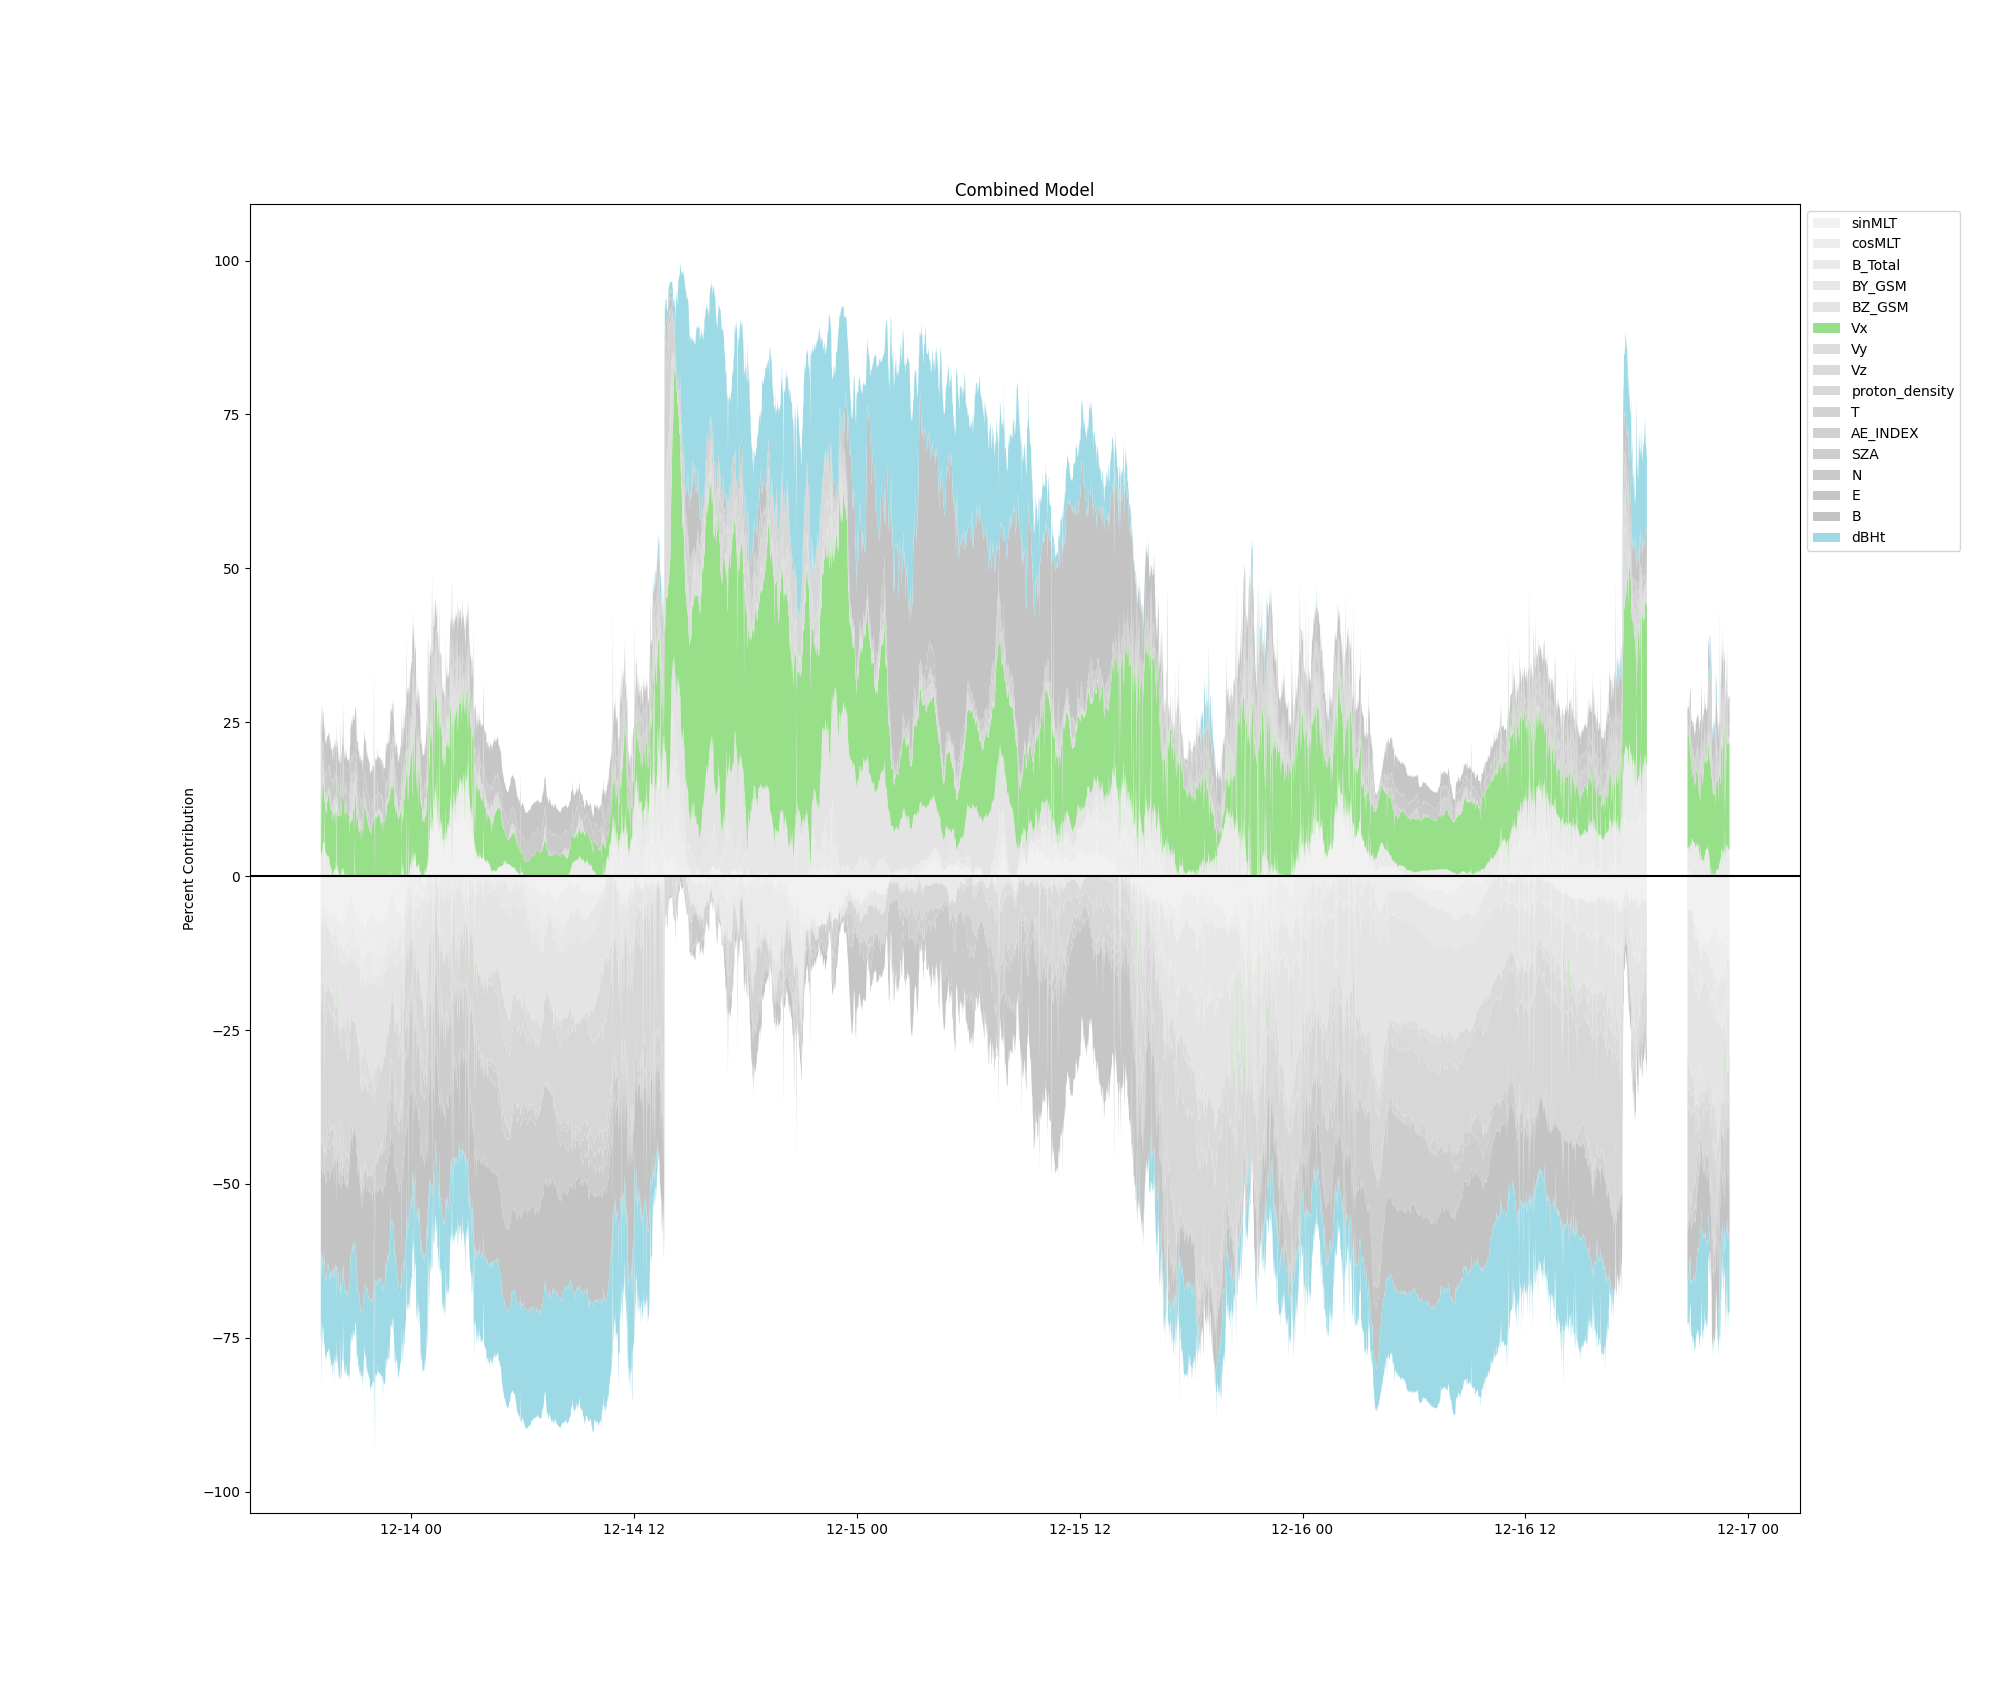 Combined Model
sinMLT
cosMLT
B_Total
BY_GSM
BZ_GSM
Vx
Vy
Vz
proton_density
T
AE_INDEX
SZA
N
E
B
dBHt
Percent Contribution
100
75
50
25
0
−25
−50
−75
−100
12-14 00
12-14 12
12-15 00
12-15 12
12-16 00
12-16 12
12-17 00